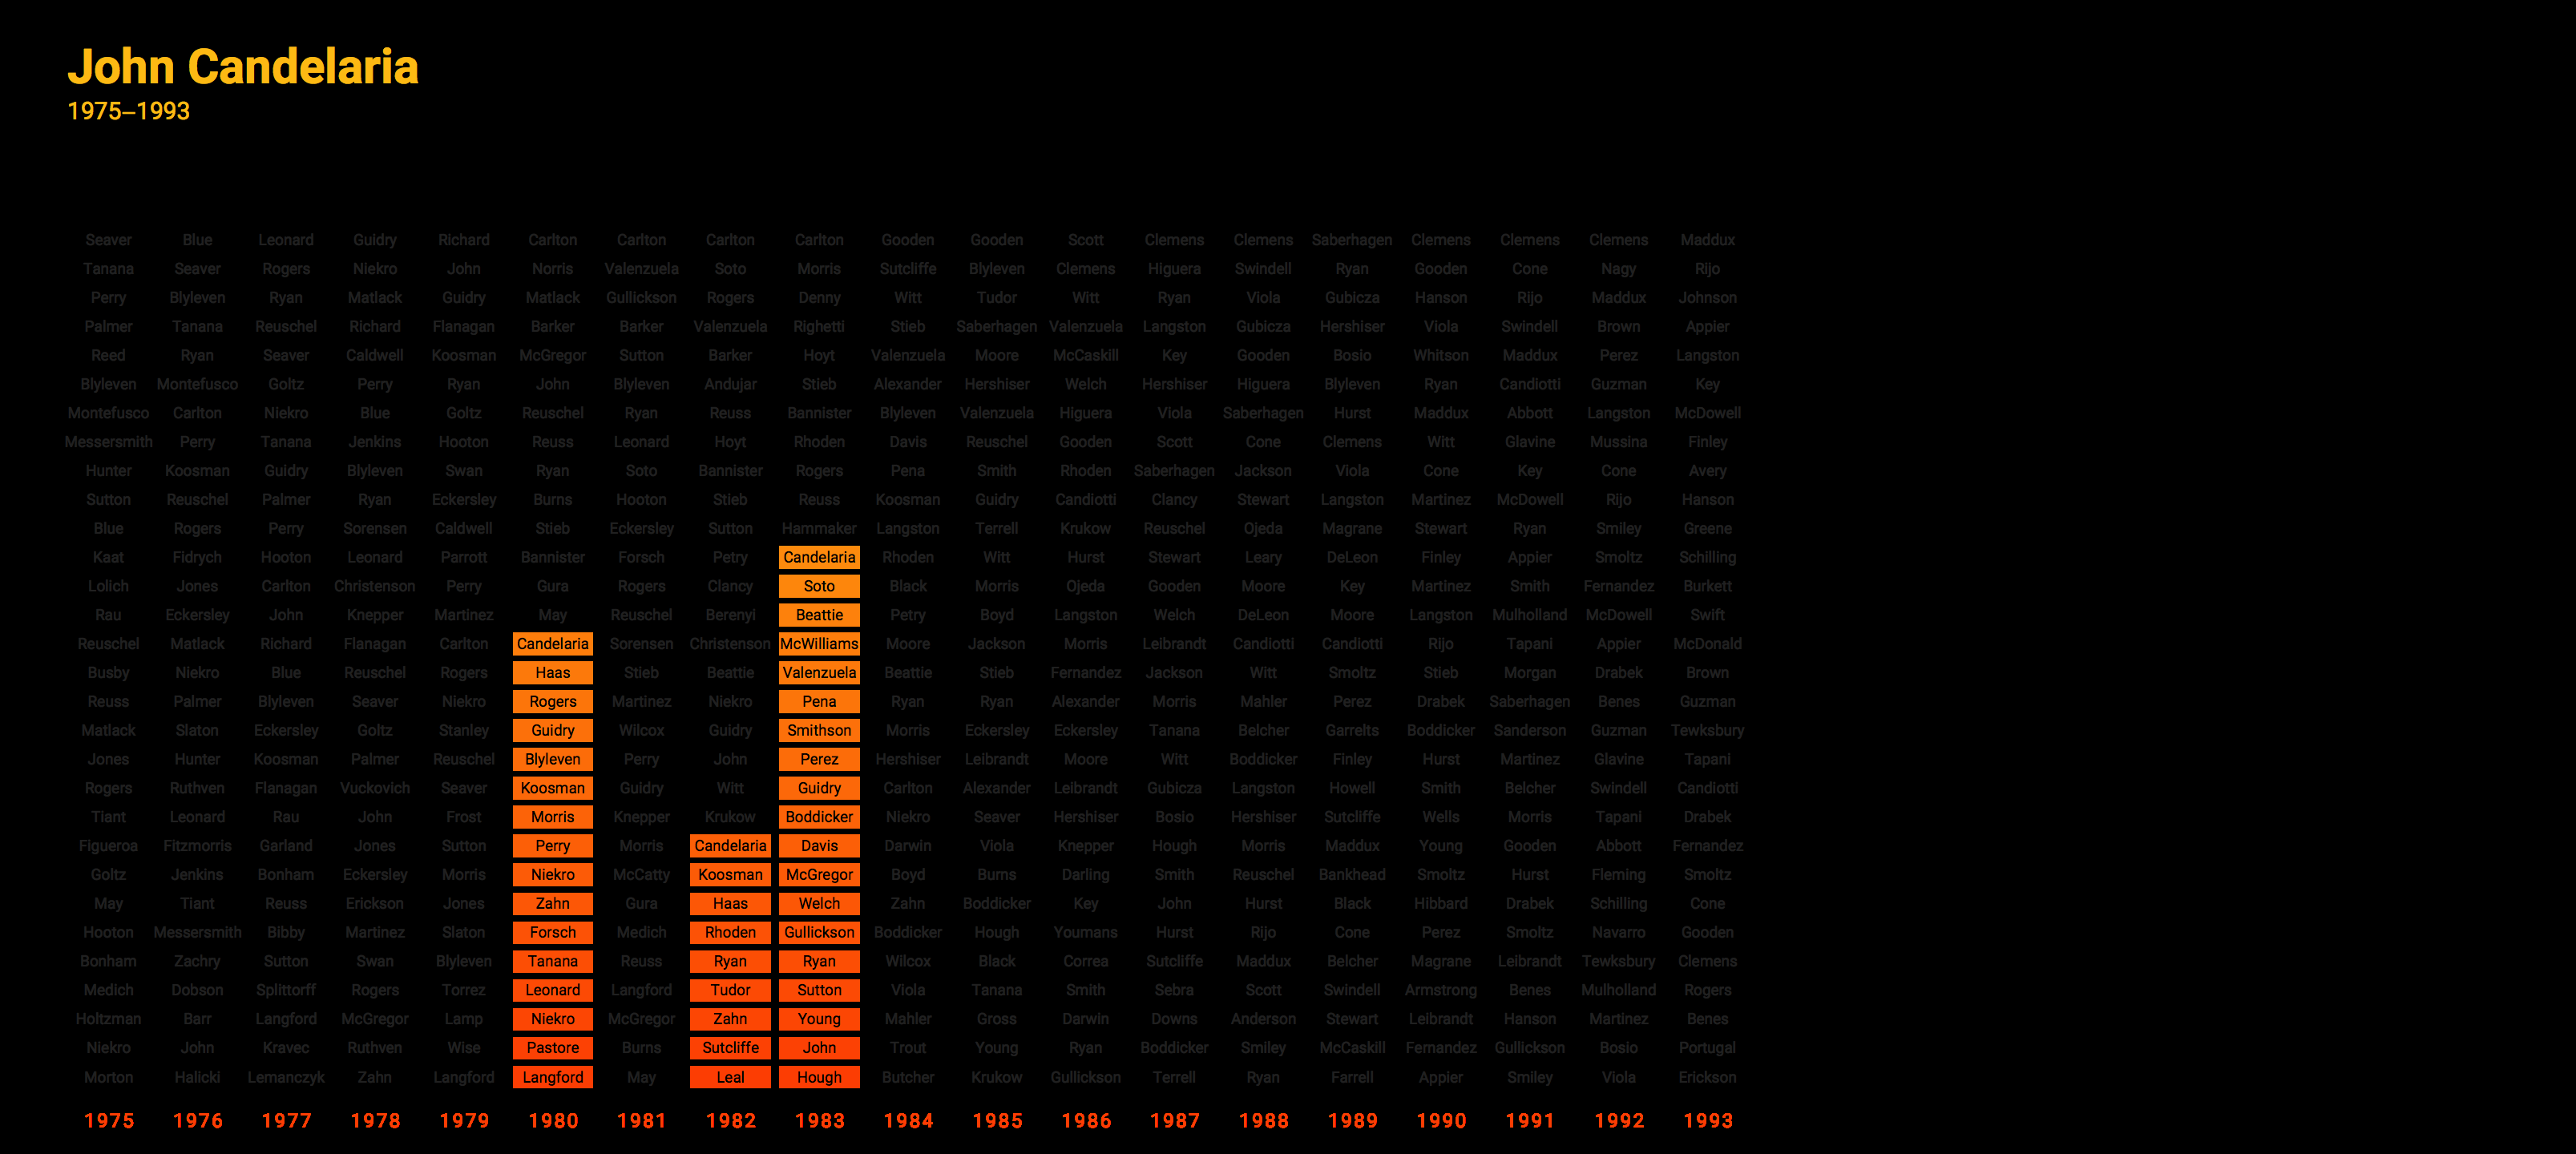 John Candelaria
1975–1993
Seaver Blue Leonard Guidry Richard Carlton Carlton Carlton Carlton Gooden Gooden Scott Clemens Clemens Saberhagen Clemens Clemens Clemens Maddux
Tanana Seaver Rogers Niekro John Norris Valenzuela Soto Morris Sutcliffe Blyleven Clemens Higuera Swindell Ryan Gooden Cone Nagy Rijo
Perry Blyleven Ryan Matlack Guidry Matlack Gullickson Rogers Denny Witt Tudor Witt Ryan Viola Gubicza Hanson Rijo Maddux Johnson
Palmer Tanana Reuschel Richard Flanagan Barker Barker Valenzuela Righetti Stieb Saberhagen Valenzuela Langston Gubicza Hershiser Viola Swindell Brown Appier
Reed Ryan Seaver Caldwell Koosman McGregor Sutton Barker Hoyt Valenzuela Moore McCaskill Key Gooden Bosio Whitson Maddux Perez Langston
Blyleven Montefusco Goltz Perry Ryan John Blyleven Andujar Stieb Alexander Hershiser Welch Hershiser Higuera Blyleven Ryan Candiotti Guzman Key
Montefusco Carlton Niekro Blue Goltz Reuschel Ryan Reuss Bannister Blyleven Valenzuela Higuera Viola Saberhagen Hurst Maddux Abbott Langston McDowell
Messersmith Perry Tanana Jenkins Hooton Reuss Leonard Hoyt Rhoden Davis Reuschel Gooden Scott Cone Clemens Witt Glavine Mussina Finley
Hunter Koosman Guidry Blyleven Swan Ryan Soto Bannister Rogers Pena Smith Rhoden Saberhagen Jackson Viola Cone Key Cone Avery
Sutton Reuschel Palmer Ryan Eckersley Burns Hooton Stieb Reuss Koosman Guidry Candiotti Clancy Stewart Langston Martinez McDowell Rijo Hanson
Blue Rogers Perry Sorensen Caldwell Stieb Eckersley Sutton Hammaker Langston Terrell Krukow Reuschel Ojeda Magrane Stewart Ryan Smiley Greene
Kaat Fidrych Hooton Leonard Parrott Bannister Forsch Petry Candelaria Rhoden Witt Hurst Stewart Leary DeLeon Finley Appier Smoltz Schilling
Lolich Jones Carlton Christenson Perry Gura Rogers Clancy Soto Black Morris Ojeda Gooden Moore Key Martinez Smith Fernandez Burkett
Rau Eckersley John Knepper Martinez May Reuschel Berenyi Beattie Petry Boyd Langston Welch DeLeon Moore Langston Mulholland McDowell Swift
Reuschel Matlack Richard Flanagan Carlton Candelaria Sorensen Christenson McWilliams Moore Jackson Morris Leibrandt Candiotti Candiotti Rijo Tapani Appier McDonald
Busby Niekro Blue Reuschel Rogers Haas Stieb Beattie Valenzuela Beattie Stieb Fernandez Jackson Witt Smoltz Stieb Morgan Drabek Brown
Reuss Palmer Blyleven Seaver Niekro Rogers Martinez Niekro Pena Ryan Ryan Alexander Morris Mahler Perez Drabek Saberhagen Benes Guzman
Matlack Slaton Eckersley Goltz Stanley Guidry Wilcox Guidry Smithson Morris Eckersley Eckersley Tanana Belcher Garrelts Boddicker Sanderson Guzman Tewksbury
Jones Hunter Koosman Palmer Reuschel Blyleven Perry John Perez Hershiser Leibrandt Moore Witt Boddicker Finley Hurst Martinez Glavine Tapani
Rogers Ruthven Flanagan Vuckovich Seaver Koosman Guidry Witt Guidry Carlton Alexander Leibrandt Gubicza Langston Howell Smith Belcher Swindell Candiotti
Tiant Leonard Rau John Frost Morris Knepper Krukow Boddicker Niekro Seaver Hershiser Bosio Hershiser Sutcliffe Wells Morris Tapani Drabek
Figueroa Fitzmorris Garland Jones Sutton Perry Morris Candelaria Davis Darwin Viola Knepper Hough Morris Maddux Young Gooden Abbott Fernandez
Goltz Jenkins Bonham Eckersley Morris Niekro McCatty Koosman McGregor Boyd Burns Darling Smith Reuschel Bankhead Smoltz Hurst Fleming Smoltz
May Tiant Reuss Erickson Jones Zahn Gura Haas Welch Zahn Boddicker Key John Hurst Black Hibbard Drabek Schilling Cone
Hooton Messersmith Bibby Martinez Slaton Forsch Medich Rhoden Gullickson Boddicker Hough Youmans Hurst Rijo Cone Perez Smoltz Navarro Gooden
Bonham Zachry Sutton Swan Blyleven Tanana Reuss Ryan Ryan Wilcox Black Correa Sutcliffe Maddux Belcher Magrane Leibrandt Tewksbury Clemens
Medich Dobson Splittorff Rogers Torrez Leonard Langford Tudor Sutton Viola Tanana Smith Sebra Scott Swindell Armstrong Benes Mulholland Rogers
Holtzman Barr Langford McGregor Lamp Niekro McGregor Zahn Young Mahler Gross Darwin Downs Anderson Stewart Leibrandt Hanson Martinez Benes
Niekro John Kravec Ruthven Wise Pastore Burns Sutcliffe John Trout Young Ryan Boddicker Smiley McCaskill Fernandez Gullickson Bosio Portugal
Morton Halicki Lemanczyk Zahn Langford Langford May Leal Hough Butcher Krukow Gullickson Terrell Ryan Farrell Appier Smiley Viola Erickson
1975 1976 1977 1978 1979 1980 1981 1982 1983 1984 1985 1986 1987 1988 1989 1990 1991 1992 1993